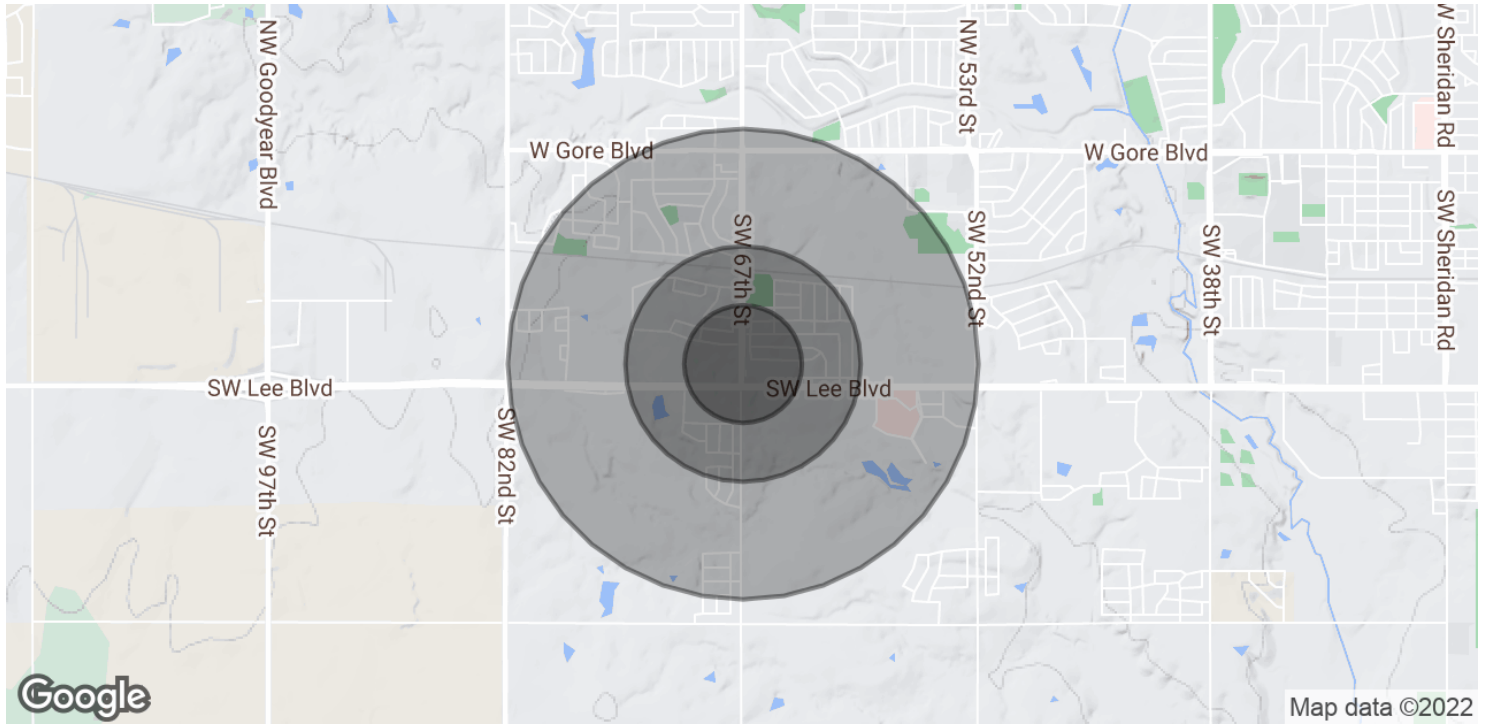 NW Goodyear Blvd
NW 53rd St
W Sheridan Rd
W Gore Blvd
W Gore Blvd
SW 67th St
SW 52nd St
SW 38th St
SW Sheridan Rd
SW Lee Blvd
SW Lee Blvd
SW 97th St
SW 82nd St
Google
Map data ©2022